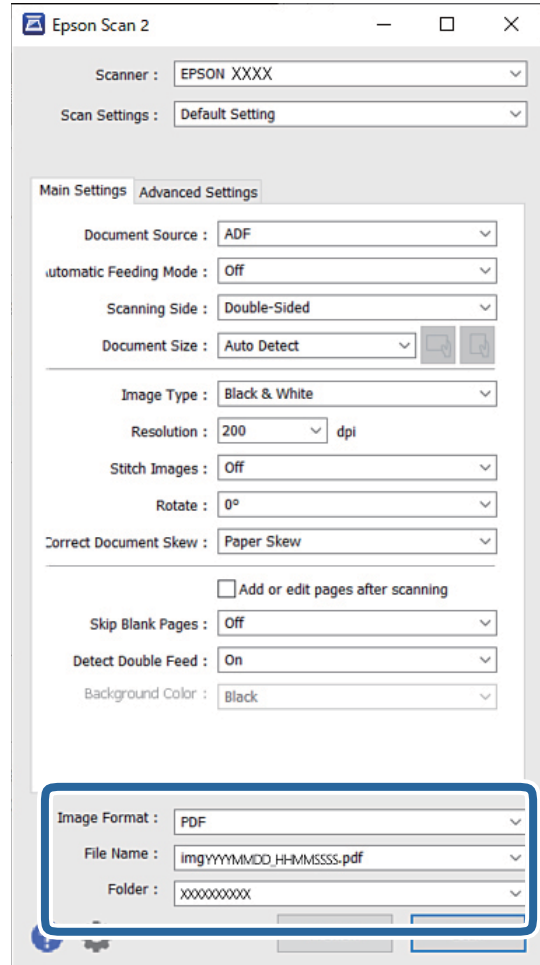 Epson Scan 2
Scanner : EPSON XXXX
Scan Settings : Default Setting
Main Settings Advanced Settings
Document Source : ADF
utomatic Feeding Mode : Off
Scanning Side : Double-Sided
Document Size : Auto Detect
Image Type : Black & White
Resolution : 200 dpi
Stitch Images : Off
Rotate : 0°
Correct Document Skew : Paper Skew
Add or edit pages after scanning
Skip Blank Pages : Off
Detect Double Feed : On
Background Color : Black
Image Format : PDF
File Name : imgYYYYMMDD_HHMMSSSS.pdf
Folder : XXXXXXXXXX